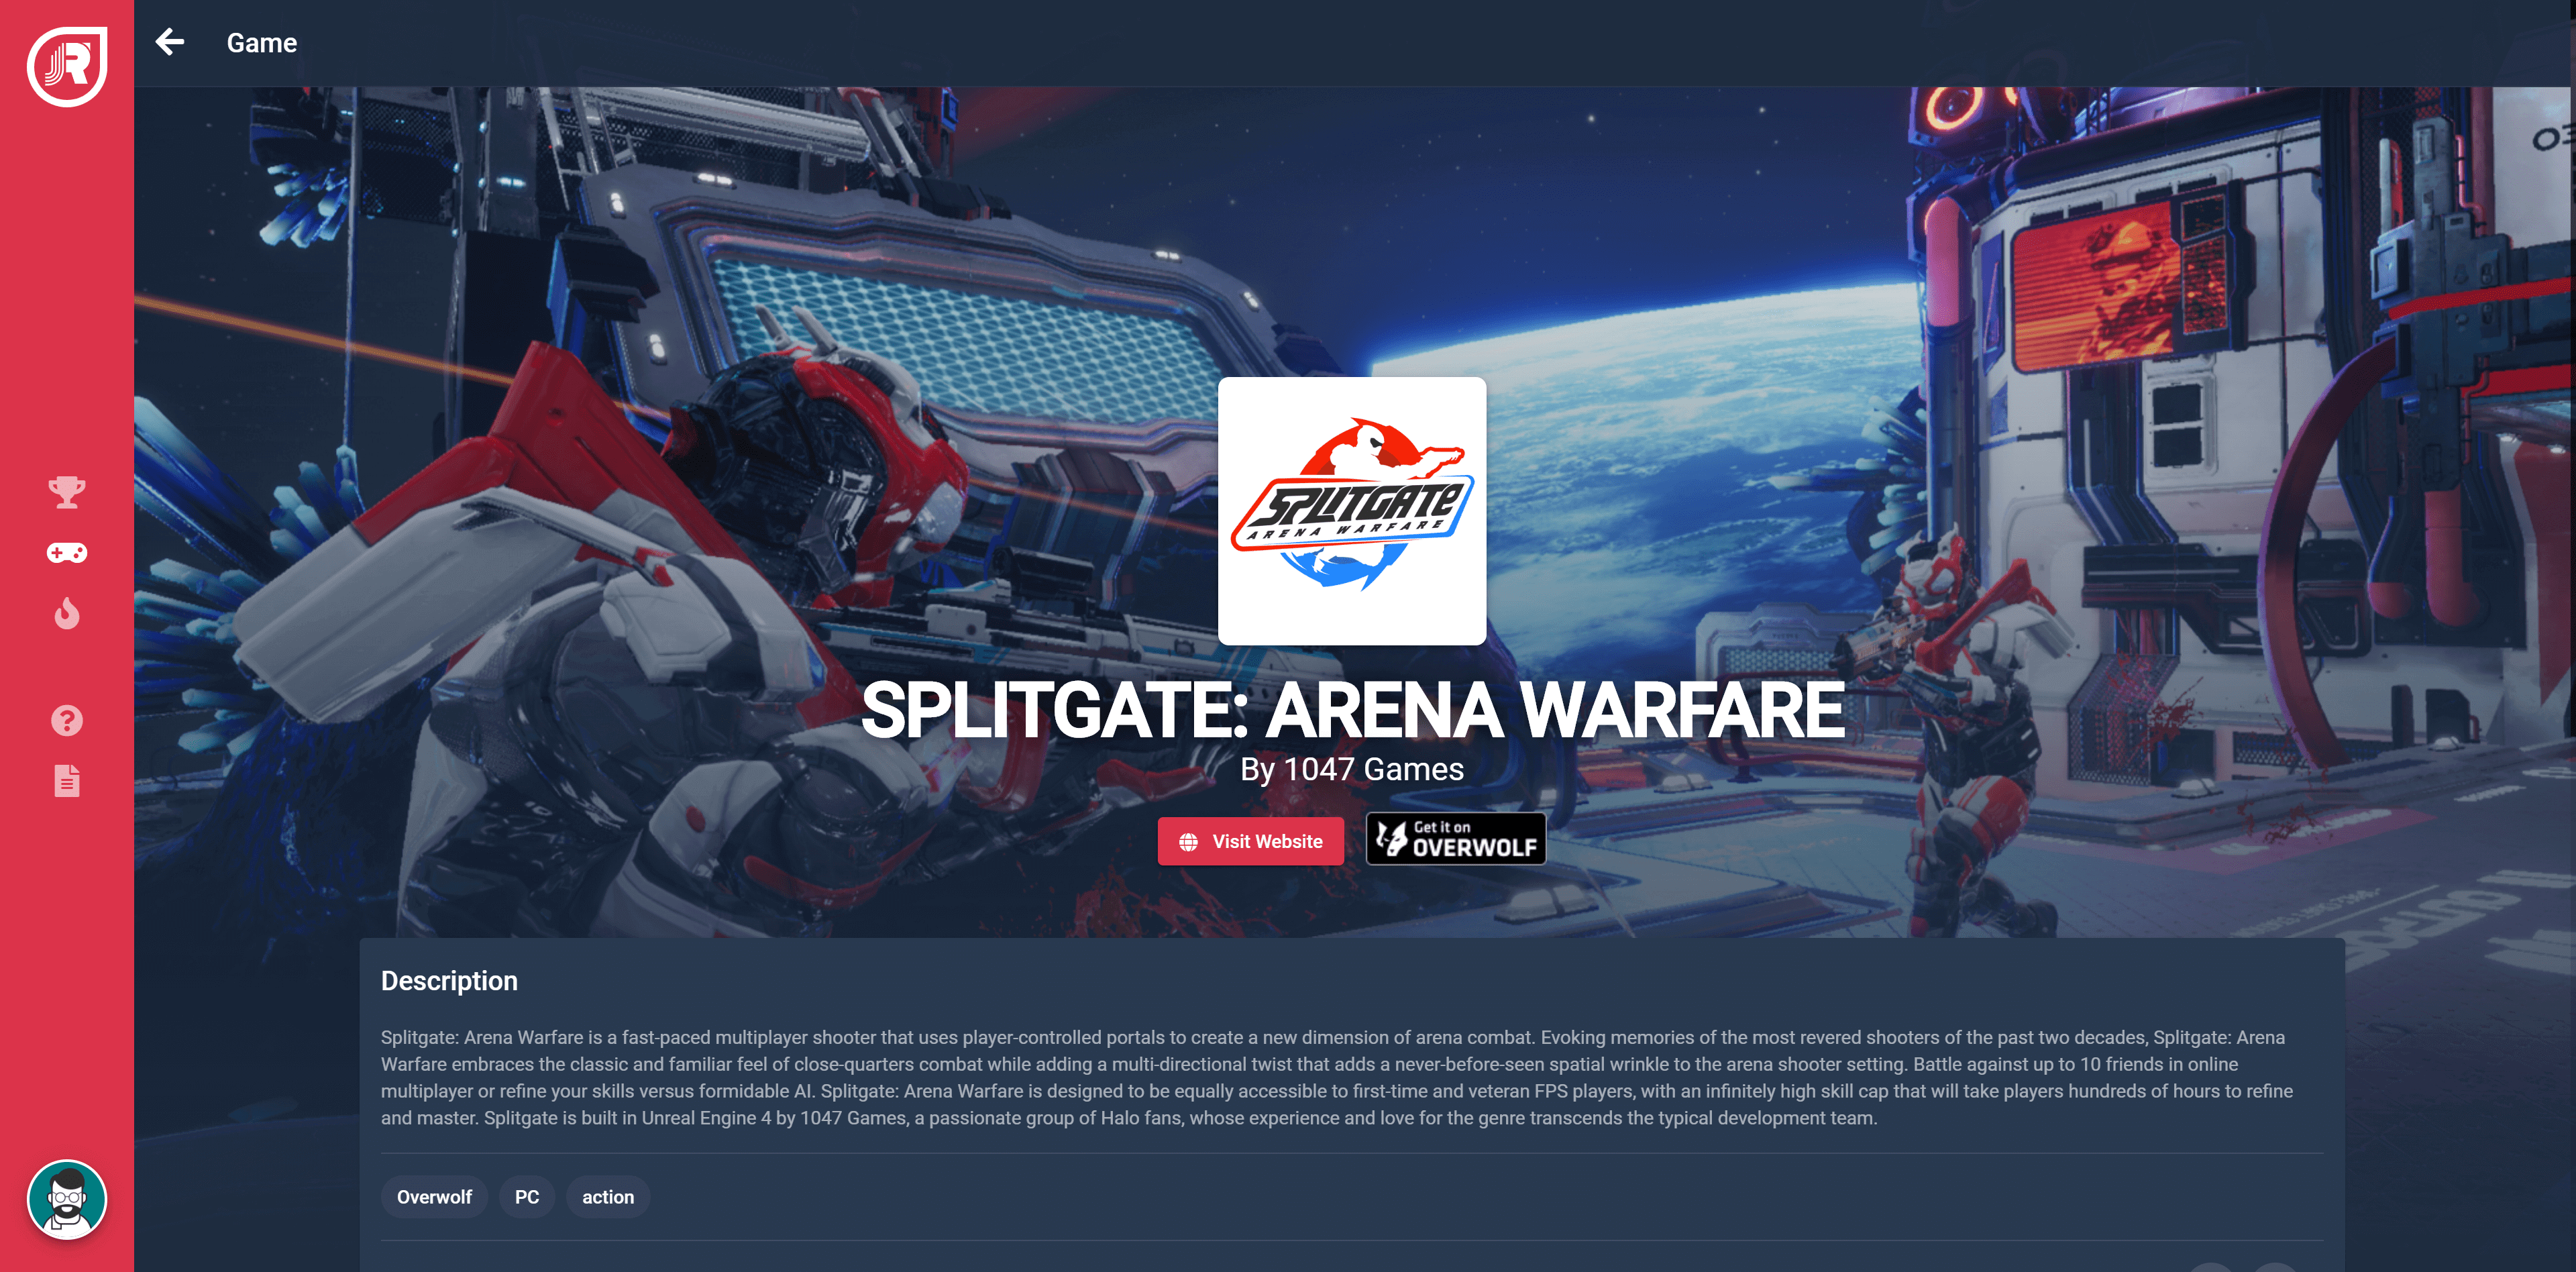 Game
SPLITGATE
ARENA WARFARE
SPLITGATE: ARENA WARFARE
By 1047 Games
Visit Website
Get it on
OVERWOLF
Description
Splitgate: Arena Warfare is a fast-paced multiplayer shooter that uses player-controlled portals to create a new dimension of arena combat. Evoking memories of the most revered shooters of the past two decades, Splitgate: Arena
Warfare embraces the classic and familiar feel of close-quarters combat while adding a multi-directional twist that adds a never-before-seen spatial wrinkle to the arena shooter setting. Battle against up to 10 friends in online
multiplayer or refine your skills versus formidable AI. Splitgate: Arena Warfare is designed to be equally accessible to first-time and veteran FPS players, with an infinitely high skill cap that will take players hundreds of hours to refine
and master. Splitgate is built in Unreal Engine 4 by 1047 Games, a passionate group of Halo fans, whose experience and love for the genre transcends the typical development team.
Overwolf PC action